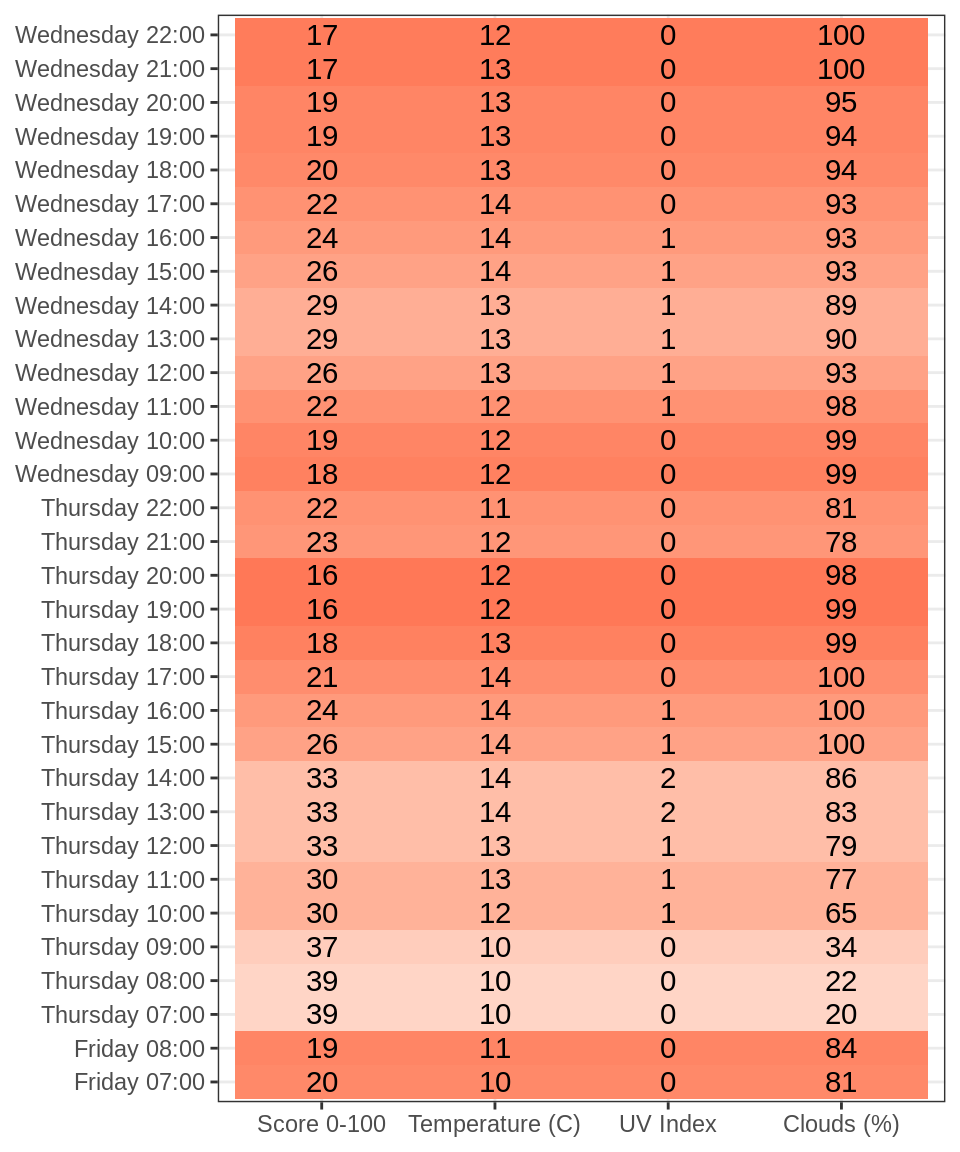 Wednesday 22:00 17 12 0 100
Wednesday 21:00 17 13 0 100
Wednesday 20:00 19 13 0 95
Wednesday 19:00 19 13 0 94
Wednesday 18:00 20 13 0 94
Wednesday 17:00 22 14 0 93
Wednesday 16:00 24 14 1 93
Wednesday 15:00 26 14 1 93
Wednesday 14:00 29 13 1 89
Wednesday 13:00 29 13 1 90
Wednesday 12:00 26 13 1 93
Wednesday 11:00 22 12 1 98
Wednesday 10:00 19 12 0 99
Wednesday 09:00 18 12 0 99
Thursday 22:00 22 11 0 81
Thursday 21:00 23 12 0 78
Thursday 20:00 16 12 0 98
Thursday 19:00 16 12 0 99
Thursday 18:00 18 13 0 99
Thursday 17:00 21 14 0 100
Thursday 16:00 24 14 1 100
Thursday 15:00 26 14 1 100
Thursday 14:00 33 14 2 86
Thursday 13:00 33 14 2 83
Thursday 12:00 33 13 1 79
Thursday 11:00 30 13 1 77
Thursday 10:00 30 12 1 65
Thursday 09:00 37 10 0 34
Thursday 08:00 39 10 0 22
Thursday 07:00 39 10 0 20
Friday 08:00 19 11 0 84
Friday 07:00 20 10 0 81
Score 0-100 Temperature (C) UV Index Clouds (%)